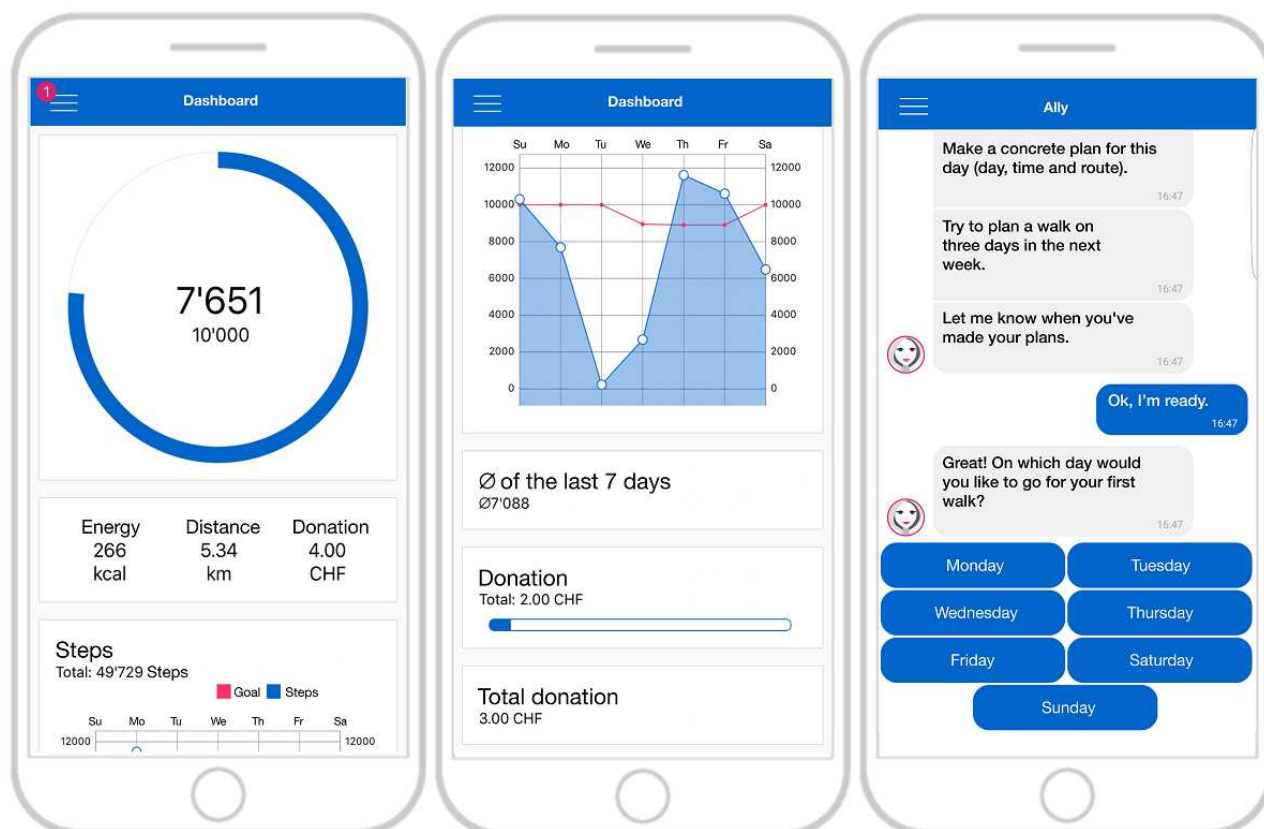 1
Dashboard
7'651
10'000
Energy
266
kcal
Distance
5.34
km
Donation
4.00
CHF
Steps
Total: 49'729 Steps
Goal Steps
Su Mo Tu We Th Fr Sa
12000 12000
Dashboard
Su Mo Tu We Th Fr Sa
12000 12000
10000 10000
8000 8000
6000 6000
4000 4000
2000 2000
0 0
Ø of the last 7 days
Ø7'088
Donation
Total: 2.00 CHF
Total donation
3.00 CHF
Ally
Make a concrete plan for this
day (day, time and route).
16:47
Try to plan a walk on
three days in the next
week.
16:47
Let me know when you've
made your plans.
16:47
Ok, I'm ready.
16:47
Great! On which day would
you like to go for your first
walk?
16:47
Monday Tuesday
Wednesday Thursday
Friday Saturday
Sunday